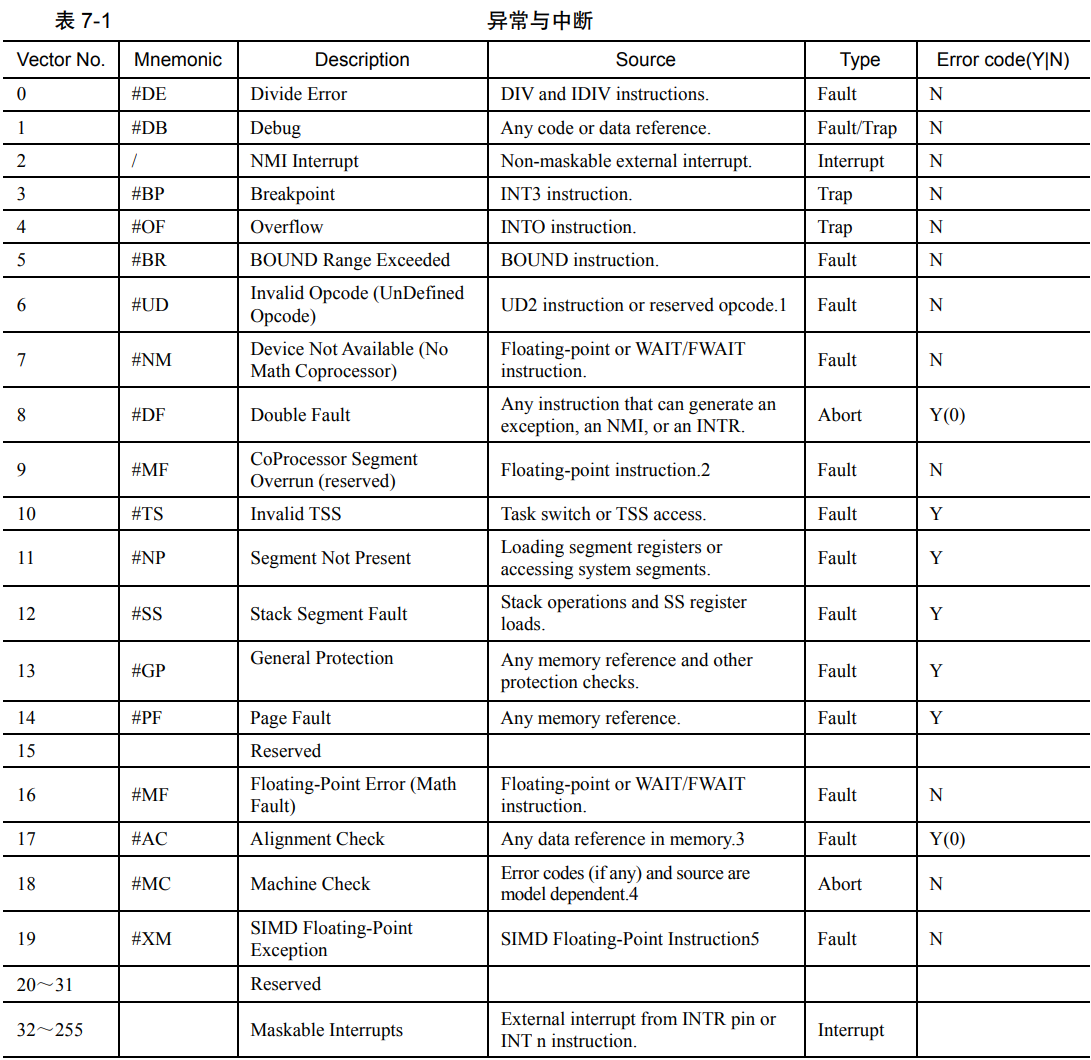 表 7-1 异常与中断
Vector No. Mnemonic Description Source Type Error code(Y|N)
0 #DE Divide Error DIV and IDIV instructions. Fault N
1 #DB Debug Any code or data reference. Fault/Trap N
2 / NMI Interrupt Non-maskable external interrupt. Interrupt N
3 #BP Breakpoint INT3 instruction. Trap N
4 #OF Overflow INTO instruction. Trap N
5 #BR BOUND Range Exceeded BOUND instruction. Fault N
6 #UD Invalid Opcode (UnDefined
Opcode) UD2 instruction or reserved opcode.1 Fault N
7 #NM Device Not Available (No
Math Coprocessor) Floating-point or WAIT/FWAIT
instruction. Fault N
8 #DF Double Fault Any instruction that can generate an
exception, an NMI, or an INTR. Abort Y(0)
9 #MF CoProcessor Segment
Overrun (reserved) Floating-point instruction.2 Fault N
10 #TS Invalid TSS Task switch or TSS access. Fault Y
11 #NP Segment Not Present Loading segment registers or
accessing system segments. Fault Y
12 #SS Stack Segment Fault Stack operations and SS register
loads. Fault Y
13 #GP General Protection Any memory reference and other
protection checks. Fault Y
14 #PF Page Fault Any memory reference. Fault Y
15 Reserved
16 #MF Floating-Point Error (Math
Fault) Floating-point or WAIT/FWAIT
instruction. Fault N
17 #AC Alignment Check Any data reference in memory.3 Fault Y(0)
18 #MC Machine Check Error codes (if any) and source are
model dependent.4 Abort N
19 #XM SIMD Floating-Point
Exception SIMD Floating-Point Instruction5 Fault N
20～31 Reserved
32～255 Maskable Interrupts External interrupt from INTR pin or
INT n instruction. Interrupt